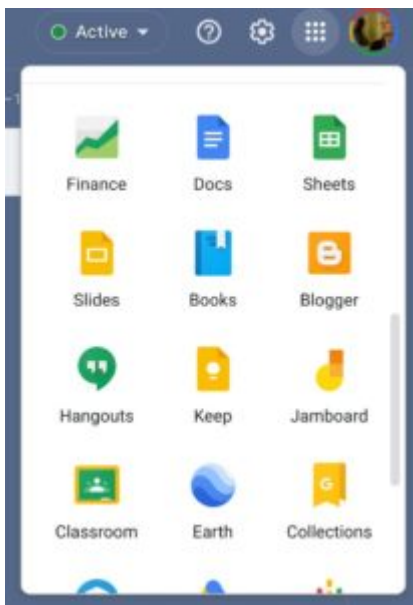 Active
Finance Docs Sheets
Slides Books Blogger
Hangouts Keep Jamboard
Classroom Earth Collections